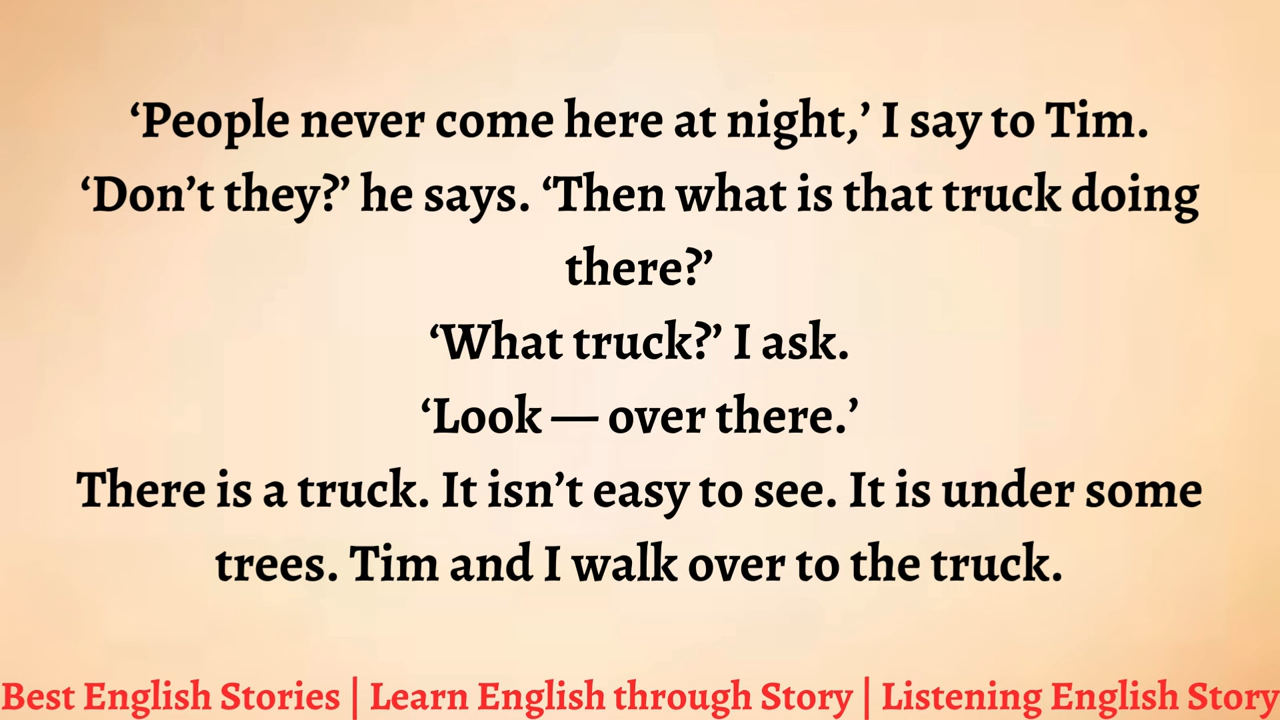 ‘People never come here at night,’ I say to Tim.
‘Don’t they?’ he says. ‘Then what is that truck doing
there?’
‘What truck?’ I ask.
‘Look — over there.’
There is a truck. It isn’t easy to see. It is under some
trees. Tim and I walk over to the truck.
Best English Stories | Learn English through Story | Listening English Story